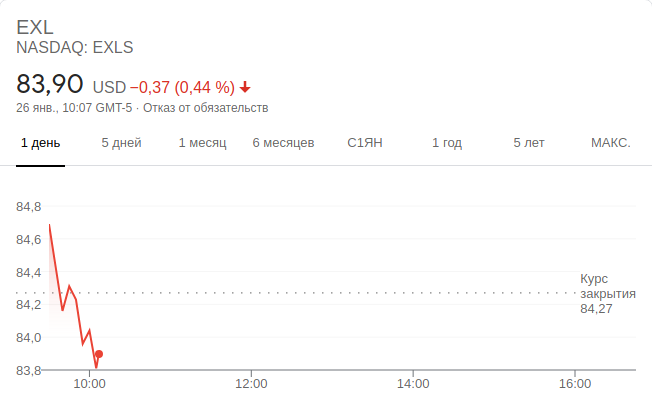 EXL
NASDAQ: EXLS
83,90 USD −0,37 (0,44 %)
26 янв., 10:07 GMT-5 · Отказ от обязательств
1 день 5 дней 1 месяц 6 месяцев С1ЯН 1 год 5 лет МАКС.
84,8
84,6
84,4
84,2
84,0
83,8
Курс
закрытия
84,27
10:00 12:00 14:00 16:00